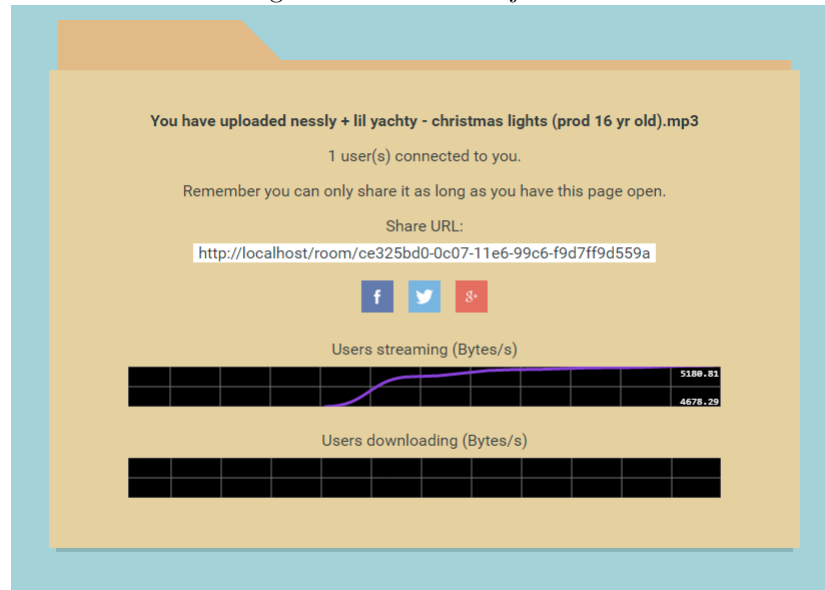 You have uploaded nessly + lil yachty - christmas lights (prod 16 yr old).mp3
1 user(s) connected to you.
Remember you can only share it as long as you have this page open.
Share URL:
http://localhost/room/ce325bd0-0c07-11e6-99c6-f9d7ff9d559a
f
8+
Users streaming (Bytes/s)
5180.81
4678.29
Users downloading (Bytes/s)